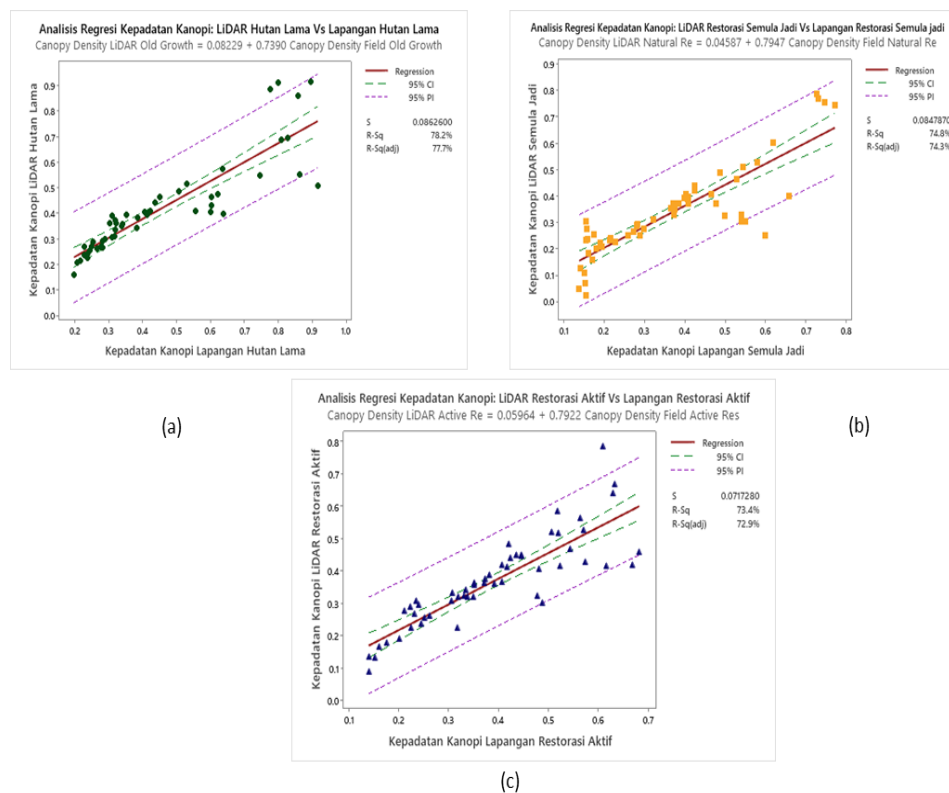 Analisis Regresi Kepadatan Kanopi: LiDAR Hutan Lama Vs Lapangan Hutan Lama
Canopy Density LiDAR Old Growth = 0.08229 + 0.7390 Canopy Density Field Old Growth
Kepadatan Kanopi LiDAR Hutan Lama
0.9
0.8
0.7
0.6
0.5
0.4
0.3
0.2
0.1
0.0
0.2 0.3 0.4 0.5 0.6 0.7 0.8 0.9 1.0
Kepadatan Kanopi Lapangan Hutan Lama
Regression
95% CI
95% PI
S 0.0862600
R-Sq 78.2%
R-Sq(adj) 77.7%
(a)
Analisis Regresi Kepadatan Kanopi: LiDAR Restorasi Semula Jadi Vs Lapangan Restorasi Semula jadi
Canopy Density LiDAR Natural Re = 0.04587 + 0.7947 Canopy Density Field Natural Re
Kepadatan Kanopi LiDAR Semula Jadi
0.9
0.8
0.7
0.6
0.5
0.4
0.3
0.2
0.1
0.0
0.1 0.2 0.3 0.4 0.5 0.6 0.7 0.8
Kepadatan Kanopi Lapangan Semula Jadi
Regression
95% CI
95% PI
S 0.0847870
R-Sq 74.8%
R-Sq(adj) 74.3%
(b)
Analisis Regresi Kepadatan Kanopi: LiDAR Restorasi Aktif Vs Lapangan Restorasi Aktif
Canopy Density LiDAR Active Re = 0.05964 + 0.7922 Canopy Density Field Active Res
Kepadatan Kanopi LiDAR Restorasi Aktif
0.8
0.7
0.6
0.5
0.4
0.3
0.2
0.1
0.0
0.1 0.2 0.3 0.4 0.5 0.6 0.7
Kepadatan Kanopi Lapangan Restorasi Aktif
Regression
95% CI
95% PI
S 0.0717280
R-Sq 73.4%
R-Sq(adj) 72.9%
(c)